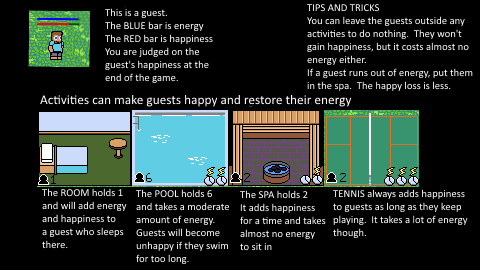 This is a guest.
The BLUE bar is energy
The RED bar is happiness
You are judged on
the guest's happiness at the
end of the game.
TIPS AND TRICKS
You can leave the guests outside any
activities to do nothing. They won't
gain happiness, but it costs almost no
energy either.
If a guest runs out of energy, put them
in the spa. The happy loss is less.
Activities can make guests happy and restore their energy
6
2
2
The ROOM holds 1
and will add energy
and happiness to
a guest who sleeps
there.
The POOL holds 6
and takes a moderate
amount of energy.
Guests will become
unhappy if they swim
for too long.
The SPA holds 2
It adds happiness
for a time and takes
almost no energy
to sit in
TENNIS always adds happiness
to guests as long as they keep
playing. It takes a lot of energy
though.